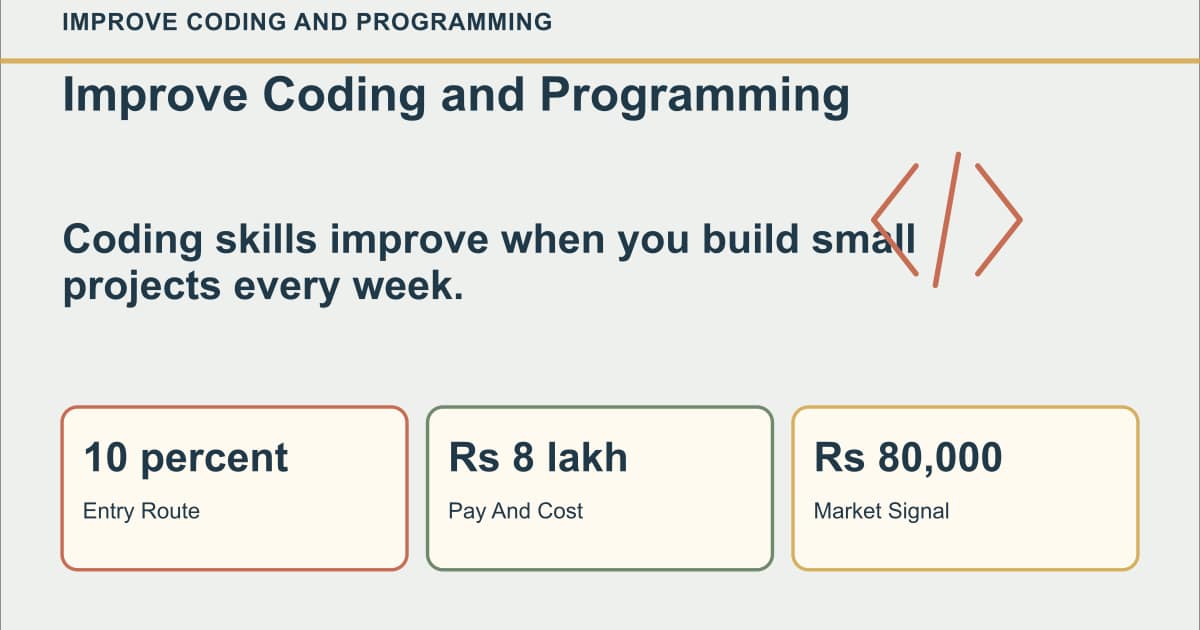 IMPROVE CODING AND PROGRAMMING
Improve Coding and Programming
Coding skills improve when you build small
projects every week.
10 percent
Entry Route
Rs 8 lakh
Pay And Cost
Rs 80,000
Market Signal